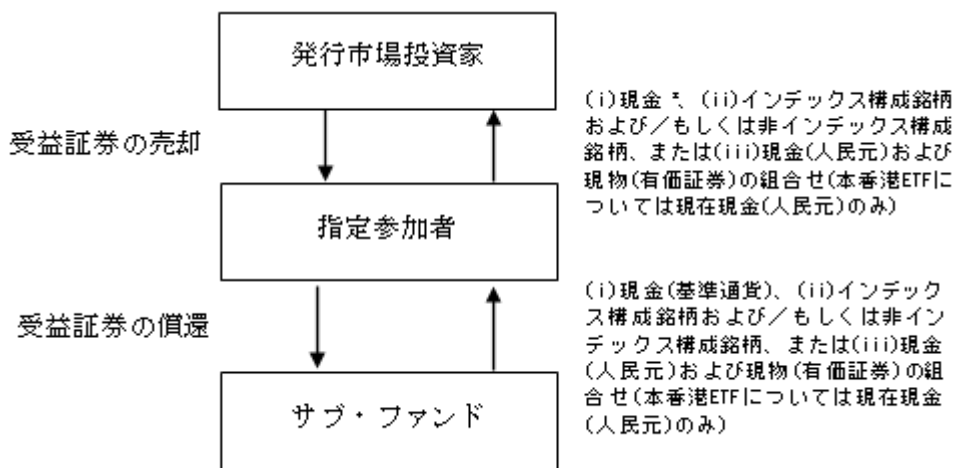 発行市場投資家
受益証券の売却
(i)現金*、(ii)インデックス構成銘柄
および/もしくは非インデックス構成
銘柄、または(iii)現金(人民元)および
現物(有価証券)の組合せ(本香港ETFに
ついては現在現金(人民元)のみ)
指定参加者
受益証券の償還
(i)現金(基準通貨)、(ii)インデック
ス構成銘柄および/もしくは非イン
デックス構成銘柄、または(iii)現金
(人民元)および現物(有価証券)の組
合せ(本香港ETFについては現在現金
(人民元)のみ)
サブ・ファンド